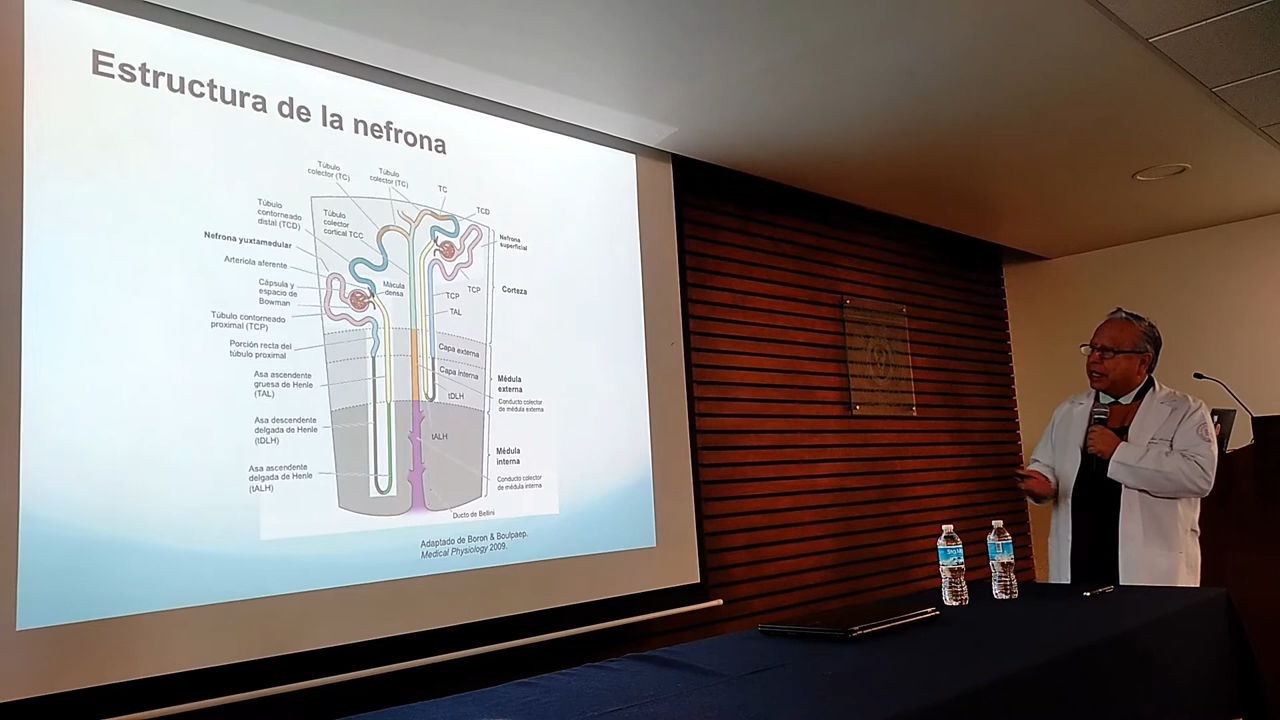 Estructura de la nefrona
Túbulo
colector (TC)
Túbulo
colector (TC)
TC
TCD
Túbulo
contorneado
distal (TCD)
Túbulo
colector
cortical TCC
Nefrona
superficial
Nefrona yuxtamedular
Arteriola aferente
Mácula
densa
Cápsula y
espacio de
Bowman
TCP
TCP
Corteza
TAL
Túbulo contorneado
proximal (TCP)
Porción recta del
túbulo proximal
Capa externa
Capa interna
Asa ascendente
gruesa de Henle
(TAL)
Médula
externa
tDLH
Conducto colector
de médula externa
Asa descendente
delgada de Henle
(tDLH)
tALH
Médula
interna
Asa ascendente
delgada de Henle
(tALH)
Conducto colector
de médula interna
Ducto de Bellini
Adaptado de Boron & Boulpaep.
Medical Physiology 2009.